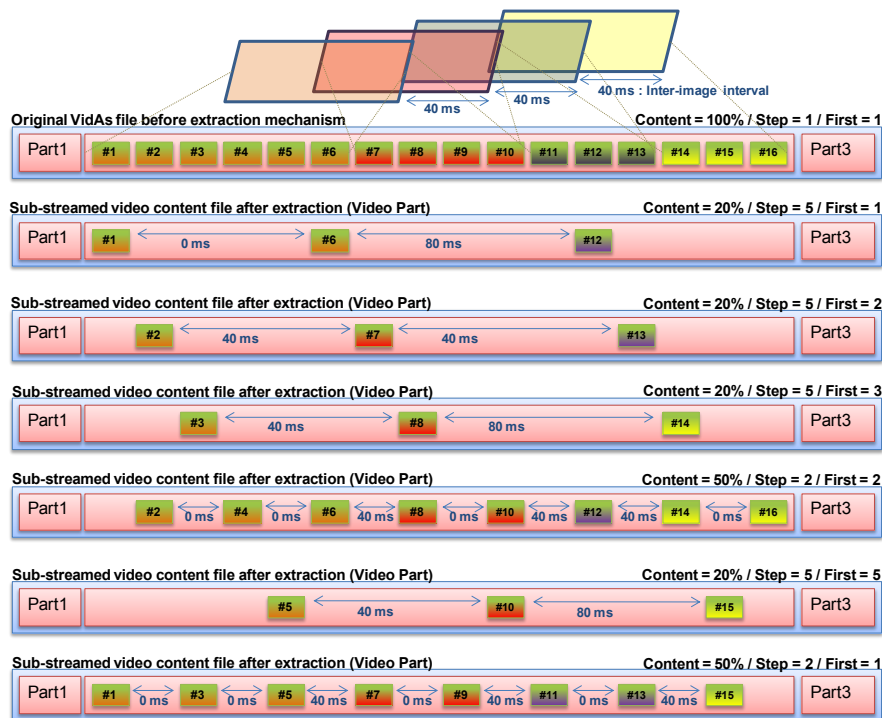 40 ms
40 ms
40 ms : Inter-image interval
Original VidAs file before extraction mechanism
Content = 100% / Step = 1 / First = 1
Part1 #1 #2 #3 #4 #5 #6 #7 #8 #9 #10 #11 #12 #13 #14 #15 #16 Part3
Sub-streamed video content file after extraction (Video Part)
Content = 20% / Step = 5 / First = 1
Part1 #1 0 ms #6 80 ms #12 Part3
Sub-streamed video content file after extraction (Video Part)
Content = 20% / Step = 5 / First = 2
Part1 #2 40 ms #7 40 ms #13 Part3
Sub-streamed video content file after extraction (Video Part)
Content = 20% / Step = 5 / First = 3
Part1 #3 40 ms #8 80 ms #14 Part3
Sub-streamed video content file after extraction (Video Part)
Content = 50% / Step = 2 / First = 2
Part1 #2 0 ms #4 0 ms #6 40 ms #8 0 ms #10 40 ms #12 40 ms #14 0 ms #16 Part3
Sub-streamed video content file after extraction (Video Part)
Content = 20% / Step = 5 / First = 5
Part1 #5 40 ms #10 80 ms #15 Part3
Sub-streamed video content file after extraction (Video Part)
Content = 50% / Step = 2 / First = 1
Part1 #1 0 ms #3 0 ms #5 40 ms #7 0 ms #9 40 ms #11 0 ms #13 40 ms #15 Part3